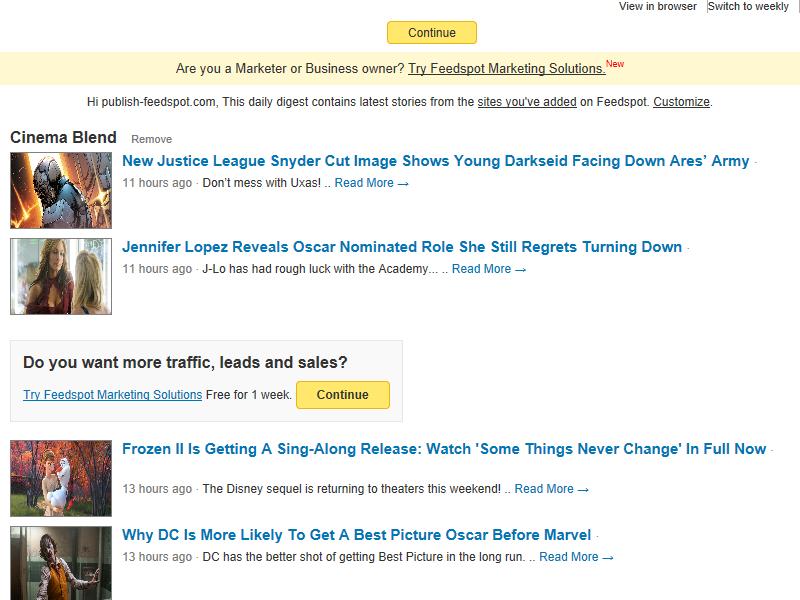 View in browser Switch to weekly
Continue
Are you a Marketer or Business owner? Try Feedspot Marketing Solutions.New
Hi publish-feedspot.com, This daily digest contains latest stories from the sites you've added on Feedspot. Customize.
Cinema Blend Remove
New Justice League Snyder Cut Image Shows Young Darkseid Facing Down Ares’ Army -
11 hours ago · Don’t mess with Uxas! .. Read More →
Jennifer Lopez Reveals Oscar Nominated Role She Still Regrets Turning Down -
11 hours ago · J-Lo has had rough luck with the Academy... .. Read More →
Do you want more traffic, leads and sales?
Try Feedspot Marketing Solutions Free for 1 week. Continue
Frozen II Is Getting A Sing-Along Release: Watch 'Some Things Never Change' In Full Now -
13 hours ago · The Disney sequel is returning to theaters this weekend! .. Read More →
Why DC Is More Likely To Get A Best Picture Oscar Before Marvel -
13 hours ago · DC has the better shot of getting Best Picture in the long run. .. Read More →